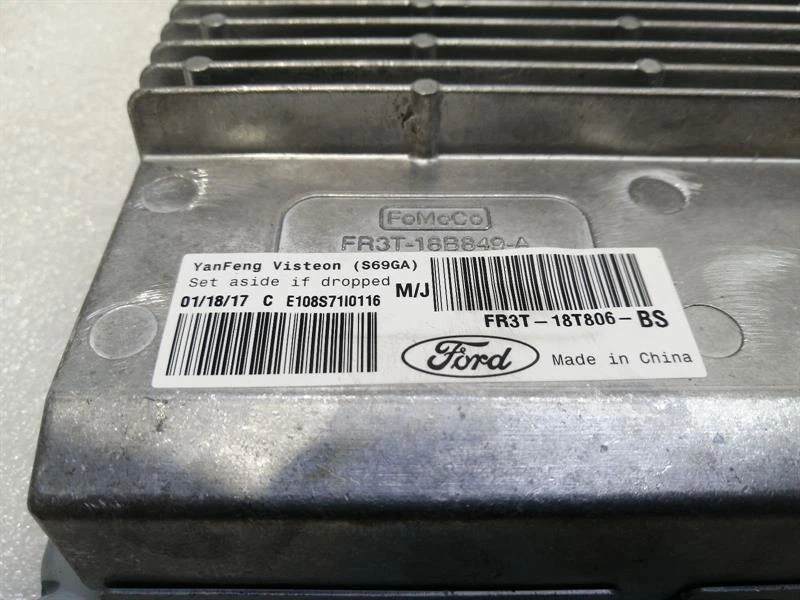 FoMoCo
FR3T-18B849-A
YanFeng Visteon (S69GA)
Set aside if dropped
M/J
01/18/17 C E108S71I0116
FR3T-18T806-BS
Ford
Made in China